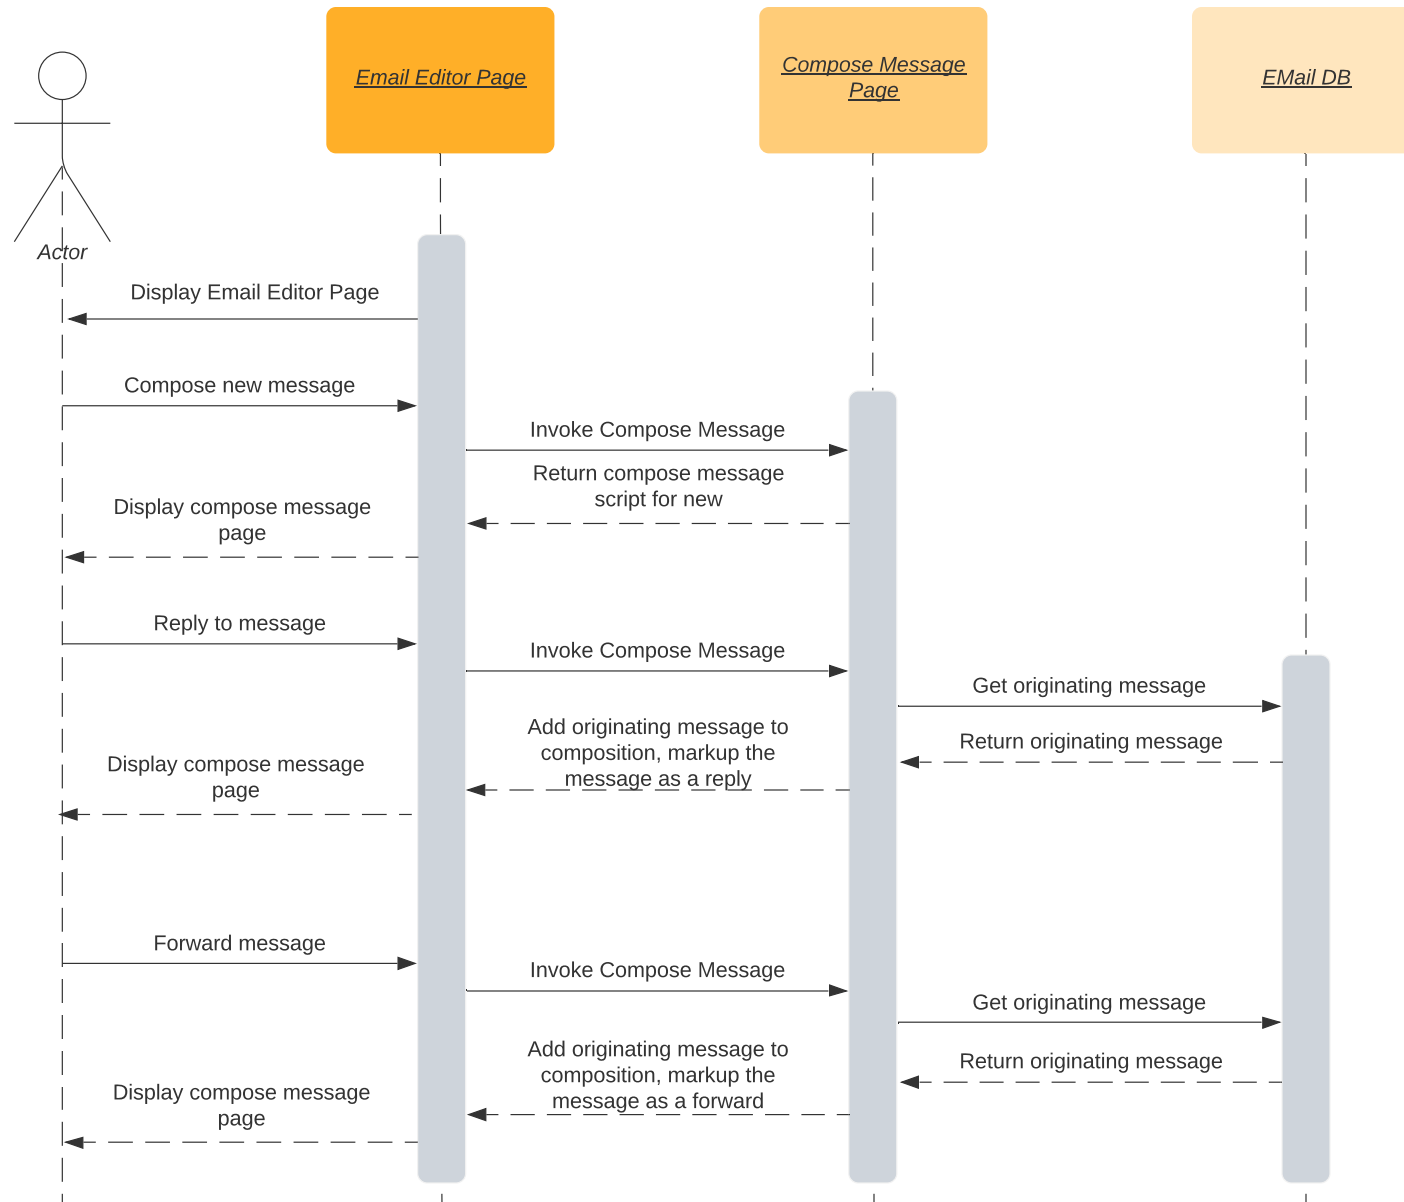 Email Editor Page
Compose Message
Page
EMail DB
Actor
Display Email Editor Page
Compose new message
Invoke Compose Message
Return compose message
script for new
Display compose message
page
Reply to message
Invoke Compose Message
Get originating message
Return originating message
Add originating message to
composition, markup the
message as a reply
Display compose message
page
Forward message
Invoke Compose Message
Get originating message
Return originating message
Add originating message to
composition, markup the
message as a forward
Display compose message
page